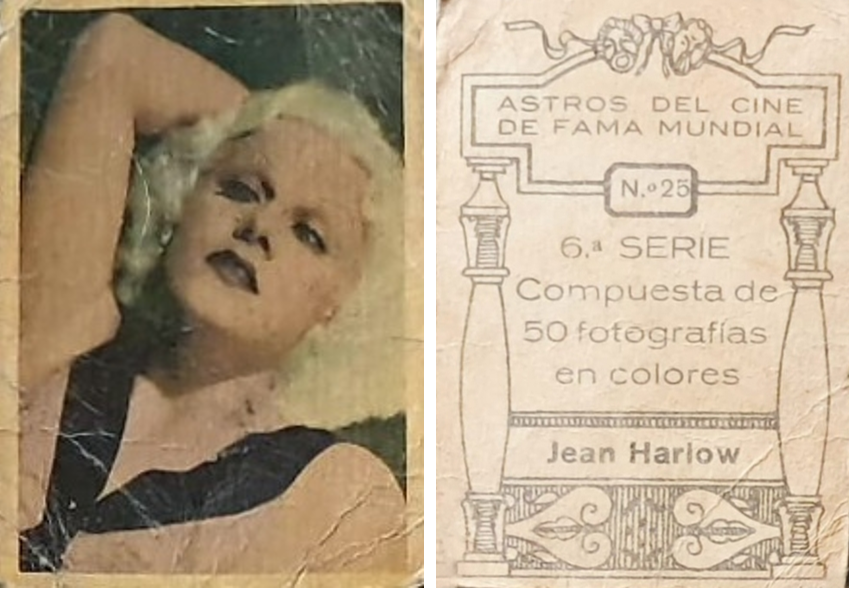 ASTROS DEL CINE
DE FAMA MUNDIAL
N.º 25
6.ª SERIE
Compuesta de
50 fotografías
en colores
Jean Harlow